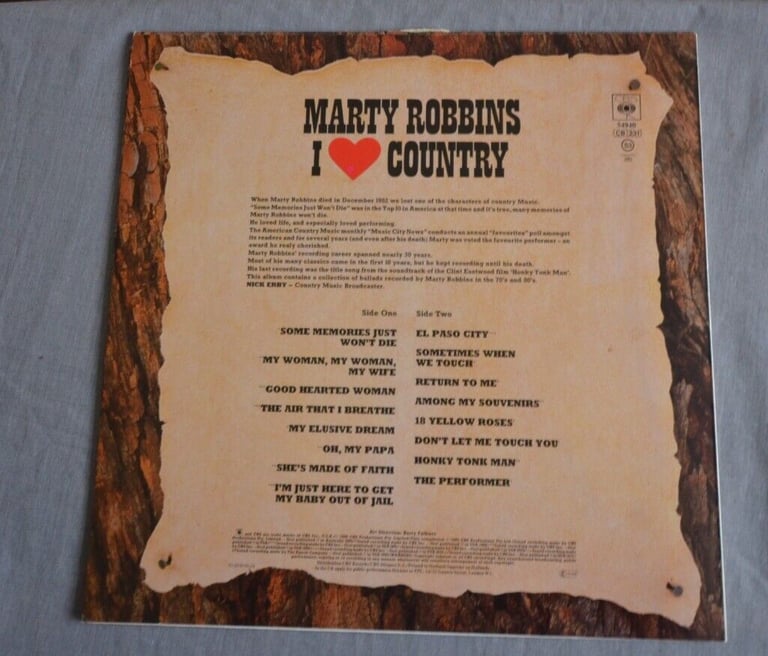 MARTY ROBBINS
I ❤ COUNTRY
CBS
CB 331
When Marty Robbins died in December 1982 we lost one of the characters of country Music.
"Some Memories Just Won't Die" was in the Top 10 in America at that time and it's true, many memories of
Marty Robbins won't die.
He loved life, and especially loved performing.
The American Country Music monthly "Music City News" conducts an annual "favourites" poll amongst
its readers and for several years (and even after his death) Marty was voted the favourite performer – an
award he realy cherished.
Marty Robbins' recording career spanned nearly 30 years.
Most of his many classics came in the first 10 years, but he kept recording until his death.
His last recording was the title song from the soundtrack of the Clint Eastwood film 'Honky Tonk Man'.
This album contains a collection of ballads recorded by Marty Robbins in the 70's and 80's.
NICK ERBY – Country Music Broadcaster.
Side One
SOME MEMORIES JUST
WON'T DIE
MY WOMAN, MY WOMAN,
MY WIFE
GOOD HEARTED WOMAN
THE AIR THAT I BREATHE
MY ELUSIVE DREAM
OH, MY PAPA
SHE'S MADE OF FAITH
I'M JUST HERE TO GET
MY BABY OUT OF JAIL
Side Two
EL PASO CITY
SOMETIMES WHEN
WE TOUCH
RETURN TO ME
AMONG MY SOUVENIRS
18 YELLOW ROSES
DON'T LET ME TOUCH YOU
HONKY TONK MAN
THE PERFORMER